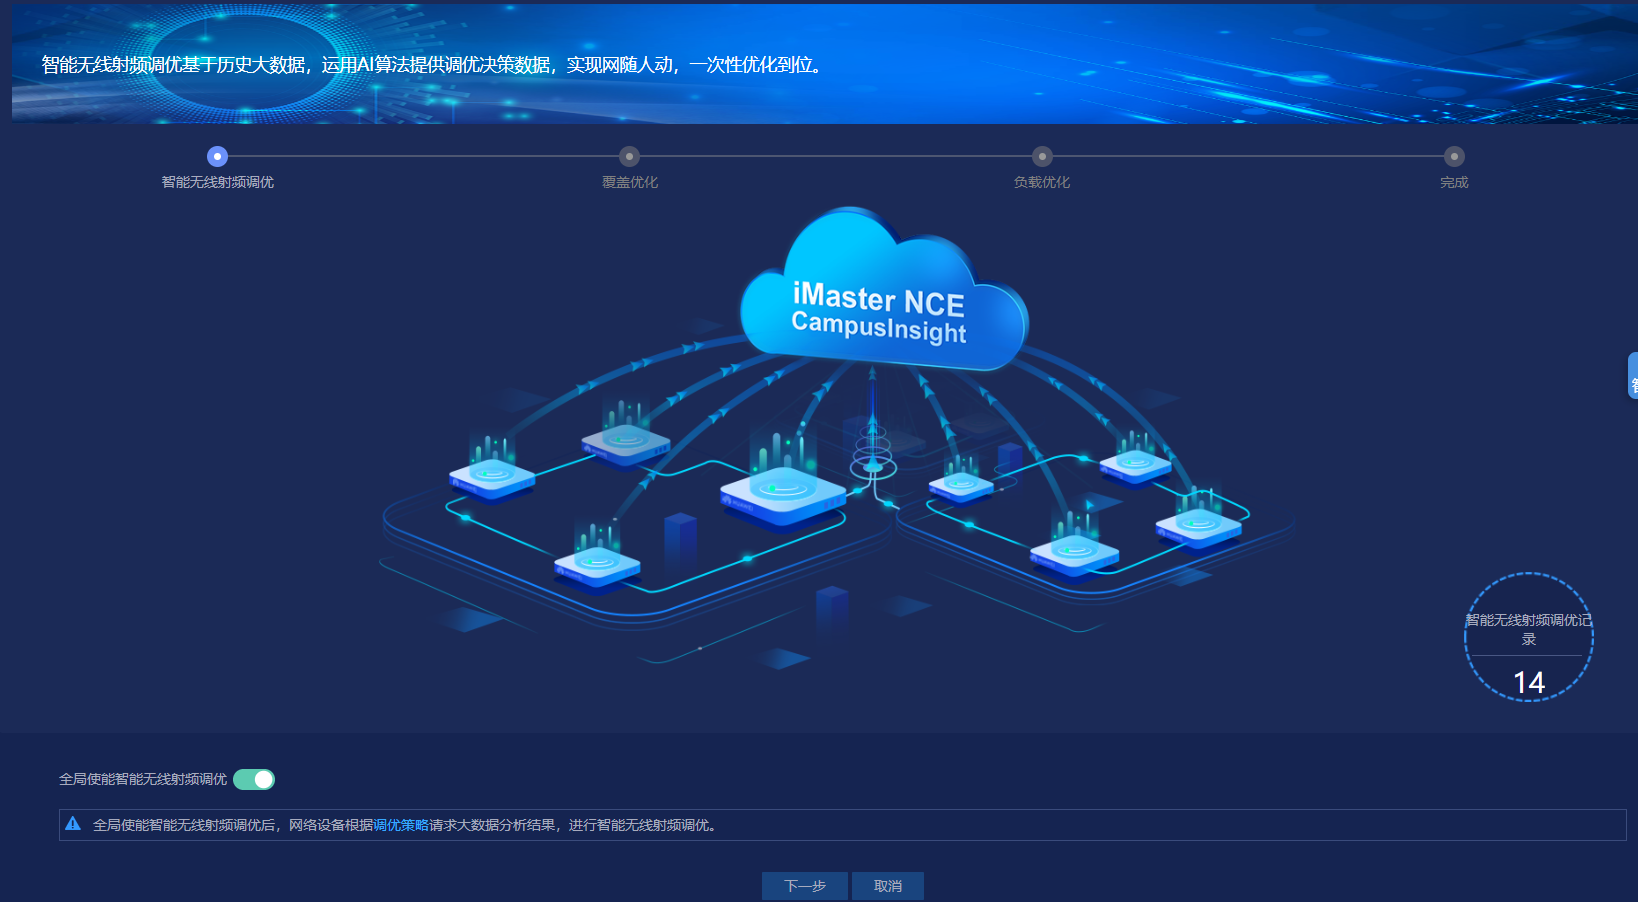 智能无线射频调优基于历史大数据，运用AI算法提供调优决策数据，实现网随人动，一次性优化到位。
智能无线射频调优
覆盖优化
负载优化
完成
iMaster NCE
CampusInsight
智能无线射频调优记
录
14
全局使能智能无线射频调优
全局使能智能无线射频调优后，网络设备根据调优策略请求大数据分析结果，进行智能无线射频调优。
下一步
取消